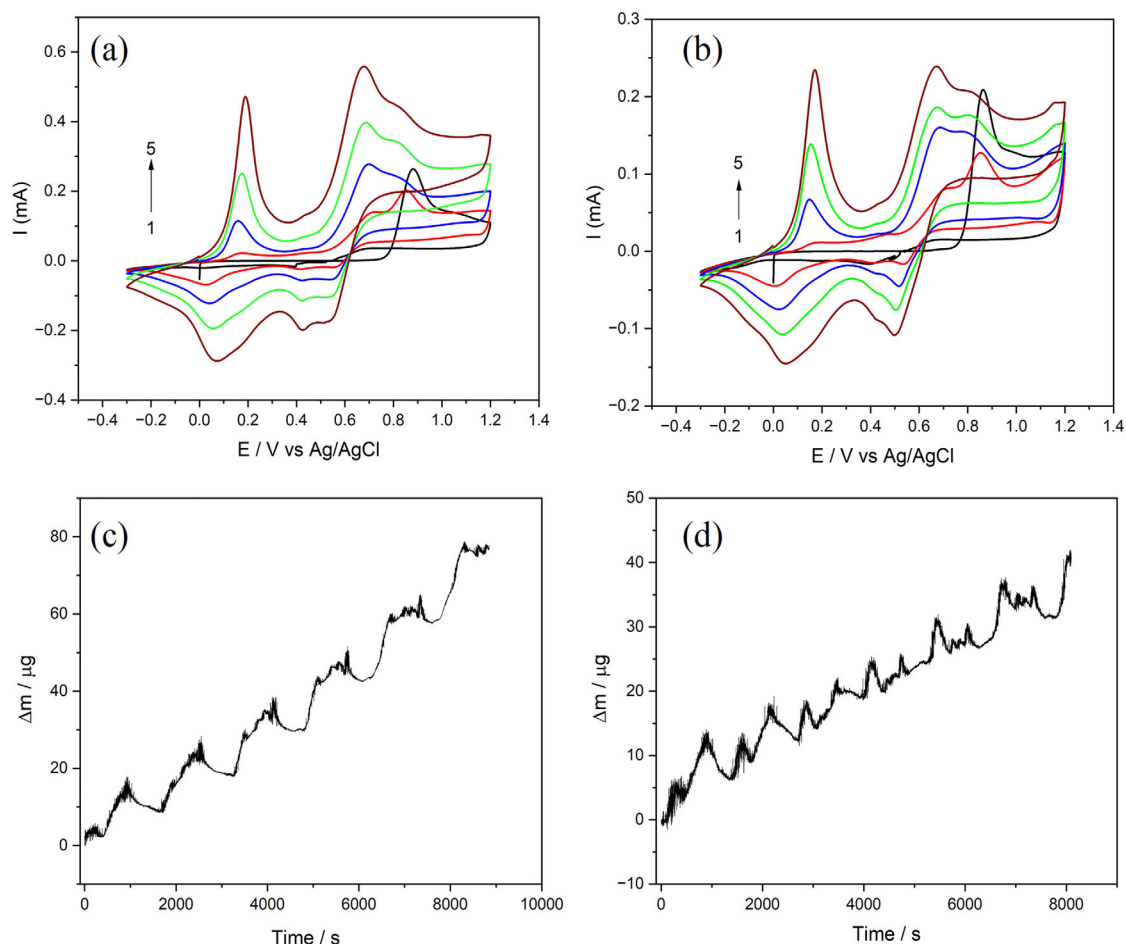 (a)
0.6
0.4
0.2
0.0
−0.2
−0.4
I (mA)
5
1
−0.4 −0.2 0.0 0.2 0.4 0.6 0.8 1.0 1.2 1.4
E / V vs Ag/AgCl
(b)
0.3
0.2
0.1
0.0
−0.1
−0.2
I (mA)
5
1
−0.4 −0.2 0.0 0.2 0.4 0.6 0.8 1.0 1.2 1.4
E / V vs Ag/AgCl
(c)
80
60
40
20
0
Δm / μg
0 2000 4000 6000 8000 10000
Time / s
(d)
50
40
30
20
10
0
−10
Δm / μg
0 2000 4000 6000 8000
Time / s